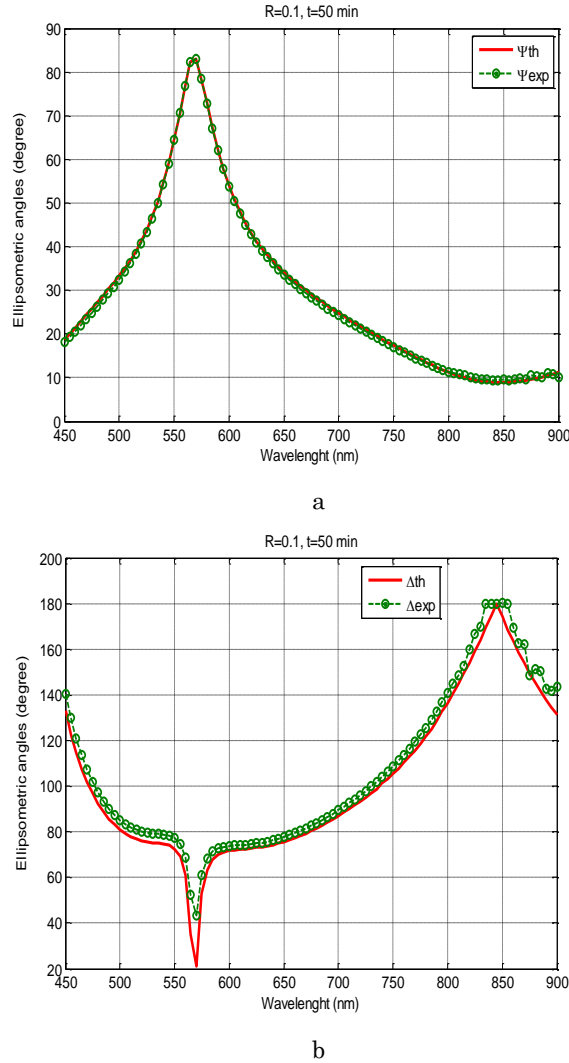 R=0.1, t=50 min
90
80
70
60
50
40
30
20
10
0
Ellipsometric angles (degree)
Ψth
Ψexp
450 500 550 600 650 700 750 800 850 900
Wavelenght (nm)
a
R=0.1, t=50 min
200
180
160
140
120
100
80
60
40
20
Ellipsometric angles (degree)
Δth
Δexp
450 500 550 600 650 700 750 800 850 900
Wavelenght (nm)
b